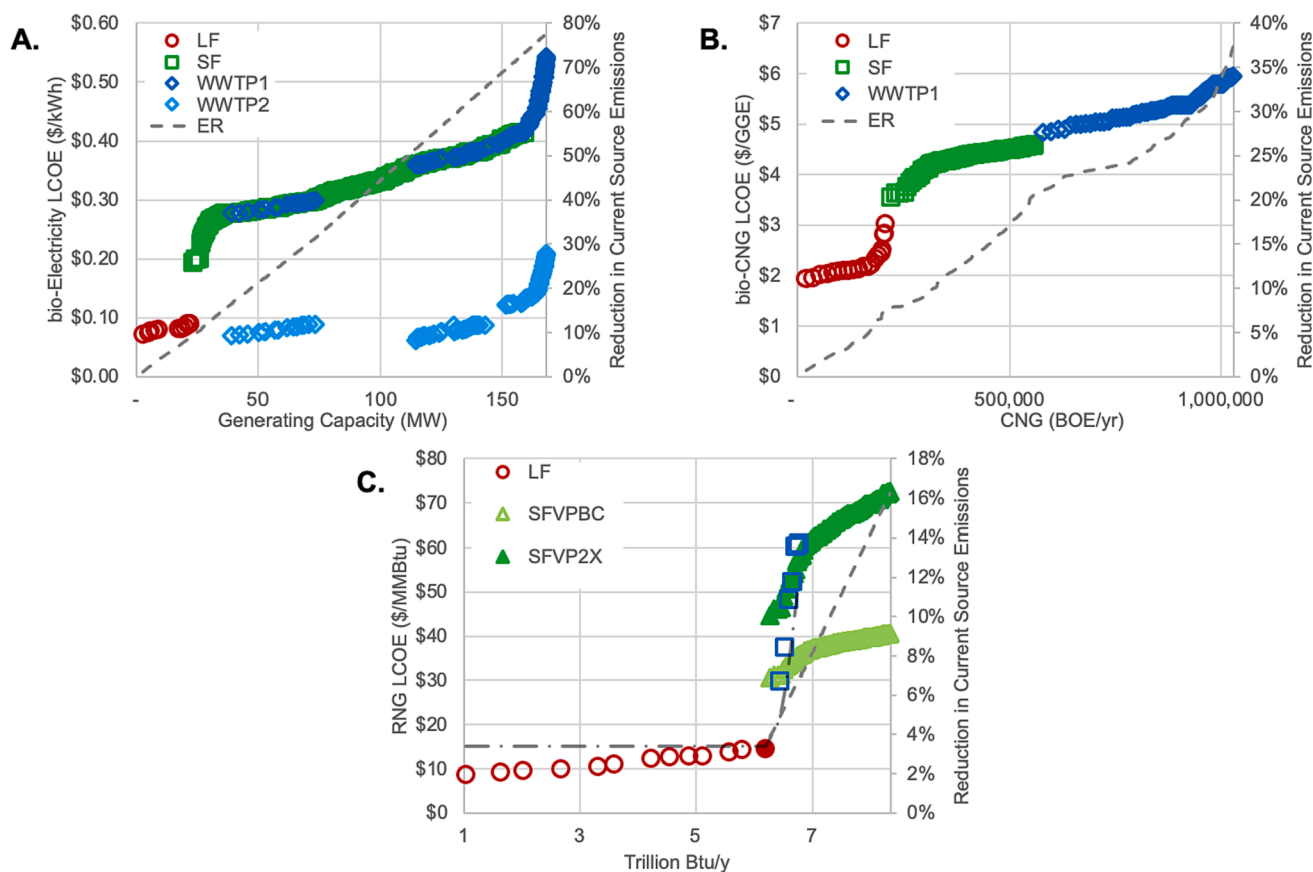 A.
bio-Electricity LCOE ($/kWh)
$0.60
$0.50
$0.40
$0.30
$0.20
$0.10
$0.00
LF
SF
WWTP1
WWTP2
ER
80%
70%
60%
50%
40%
30%
20%
10%
0%
Reduction in Current Source Emissions
- 50 100 150
Generating Capacity (MW)
B.
bio-CNG LCOE ($/GGE)
$7
$6
$5
$4
$3
$2
$1
$0
LF
SF
WWTP1
ER
40%
35%
30%
25%
20%
15%
10%
5%
0%
Reduction in Current Source Emissions
- 500,000 1,000,000
CNG (BOE/yr)
C.
RNG LCOE ($/MMBtu)
$80
$70
$60
$50
$40
$30
$20
$10
$0
LF
SFVPBC
SFVP2X
18%
16%
14%
12%
10%
8%
6%
4%
2%
0%
Reduction in Current Source Emissions
1 3 5 7
Trillion Btu/y